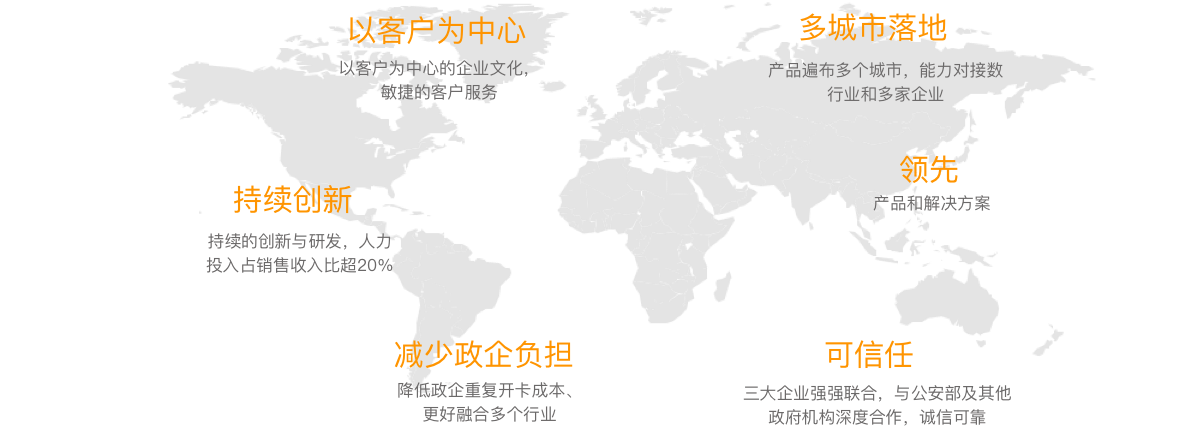 以客户为中心
以客户为中心的企业文化，
敏捷的客户服务
多城市落地
产品遍布多个城市，能力对接数
行业和多家企业
领先
产品和解决方案
持续创新
持续的创新与研发，人力
投入占销售收入比超20%
减少政企负担
降低政企重复开卡成本、
更好融合多个行业
可信任
三大企业强强联合，与公安部及其他
政府机构深度合作，诚信可靠